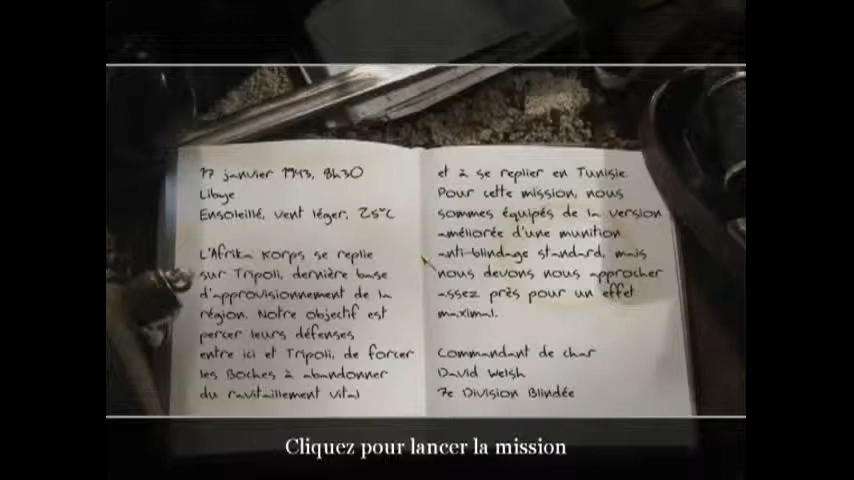 17 janvier 1943, 8h30
Libye
Ensoleillé, vent léger, 25°C
L'Afrika Korps se replie
sur Tripoli, dernière base
d'approvisionnement de la
région. Notre objectif est
percer leurs défenses
entre ici et Tripoli, de forcer
les Boches à abandonner
du ravitaillement vital
et à se replier en Tunisie.
Pour cette mission, nous
sommes équipés de la version
améliorée d'une munition
anti-blindage standard, mais
nous devons nous approcher
assez près pour un effet
maximal.
Commandant de char
David Welsh
7e Division Blindée
Cliquez pour lancer la mission